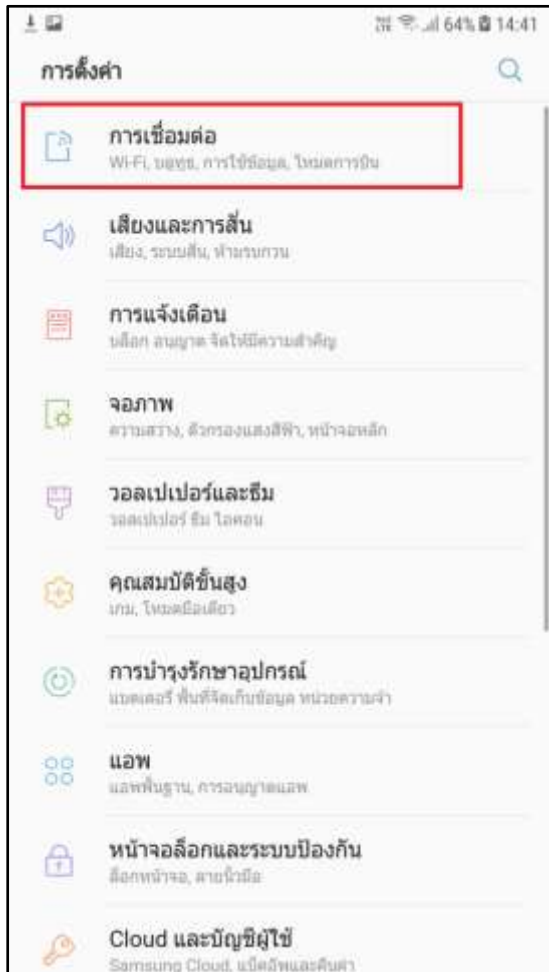 64% 14:41
การตั้งค่า
การเชื่อมต่อ
Wi-Fi, บลูทูธ, การใช้ข้อมูล, โหมดการบิน
เสียงและการสั่น
เสียง, ระบบสั่น, ห้ามรบกวน
การแจ้งเตือน
บล็อก อนุญาต จัดให้มีความสำคัญ
จอภาพ
ความสว่าง, ตัวกรองแสงสีฟ้า, หน้าจอหลัก
วอลเปเปอร์และธีม
วอลเปเปอร์ ธีม ไอคอน
คุณสมบัติขั้นสูง
เกม, โหมดมือเดียว
การบำรุงรักษาอุปกรณ์
แบตเตอรี่ พื้นที่จัดเก็บข้อมูล หน่วยความจำ
แอพ
แอพพื้นฐาน, การอนุญาตแอพ
หน้าจอล็อกและระบบป้องกัน
ล็อกหน้าจอ, ลายนิ้วมือ
Cloud และบัญชีผู้ใช้
Samsung Cloud, แบ็คอัพและคืนค่า